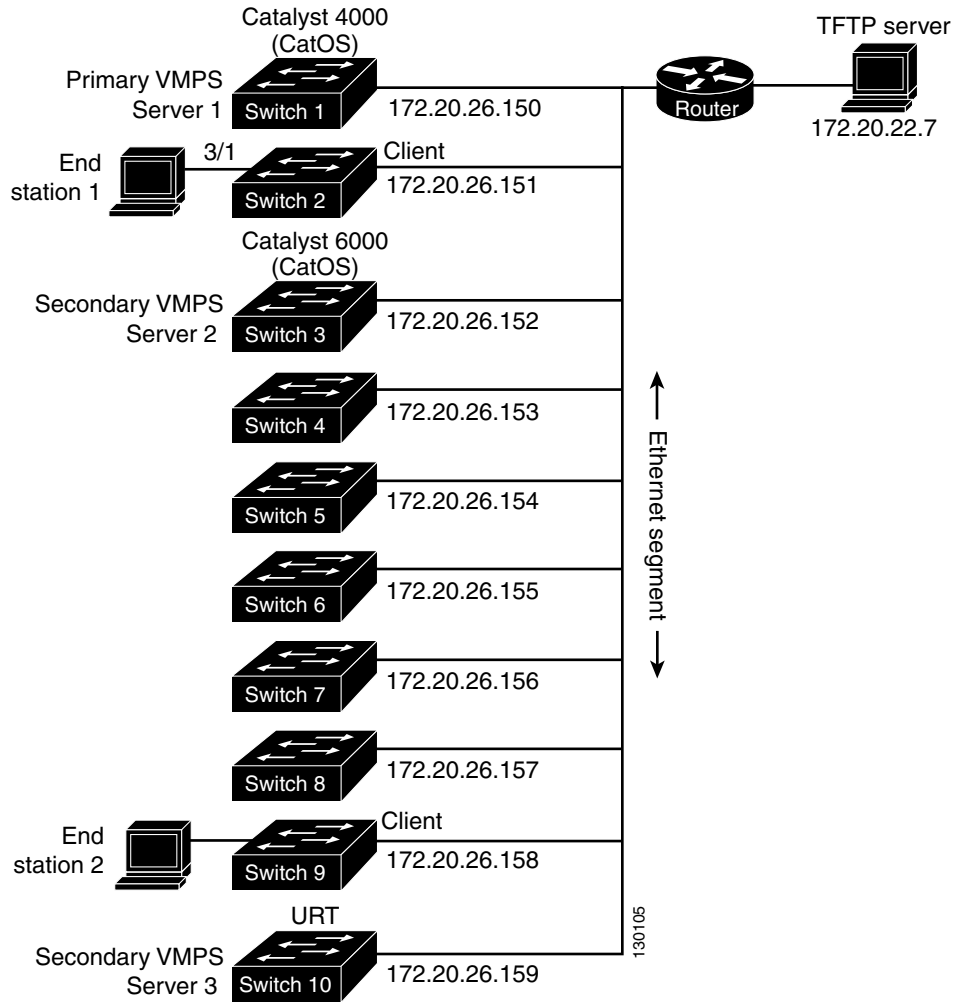 Catalyst 4000
(CatOS)
TFTP server
Primary VMPS
Server 1
Switch 1
172.20.26.150
Router
172.20.22.7
End
station 1
3/1
Client
Switch 2
172.20.26.151
Catalyst 6000
(CatOS)
Secondary VMPS
Server 2
Switch 3
172.20.26.152
Switch 4
172.20.26.153
Ethernet segment
Switch 5
172.20.26.154
Switch 6
172.20.26.155
Switch 7
172.20.26.156
Switch 8
172.20.26.157
End
station 2
Client
Switch 9
172.20.26.158
URT
Secondary VMPS
Server 3
Switch 10
172.20.26.159
130105